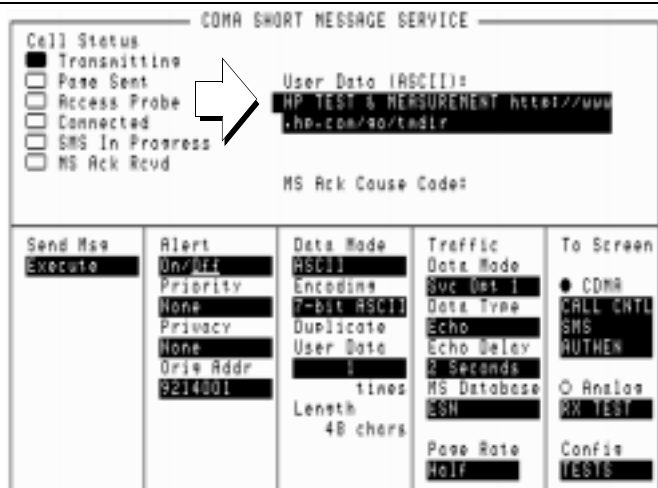 CDMA SHORT MESSAGE SERVICE
Call Status
Transmitting
Page Sent
Access Probe
Connected
SMS In Progress
MS Ack Rcvd
User Data (ASCII):
HP TEST & MEASUREMENT http://www
.hp.com/go/tmdir
MS Ack Cause Code:
Send Msg
Execute
Alert
On/Off
Priority
None
Privacy
None
Orig Addr
9214001
Data Mode
ASCII
Encoding
7-bit ASCII
Duplicate
User Data
1
times
Length
48 chars
Traffic
Data Mode
Svc Opt 1
Data Type
Echo
Echo Delay
2 Seconds
MS Database
ESN
Page Rate
Half
To Screen
CDMA
CALL CNTL
SMS
AUTHEN
Analog
RX TEST
Config
TESTS